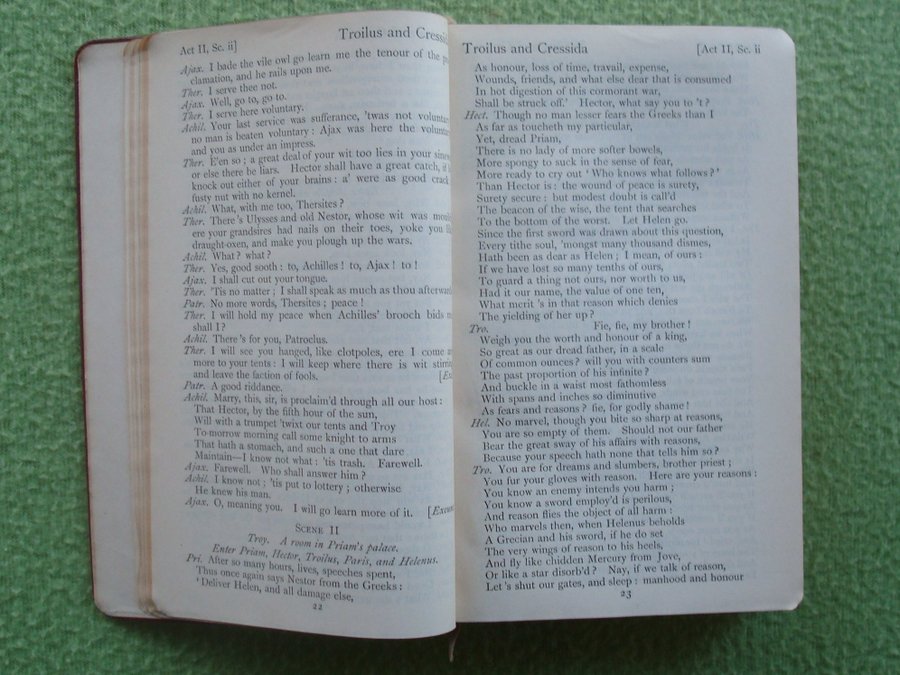 Act II, Sc. ii]
Troilus and
Ajax. I bade the vile owl go learn me the tenour of the
clamation, and he rails upon me.
Ther. I serve thee not.
Ajax. Well, go to, go to.
Ther. I serve here voluntary.
Achil. Your last service was sufferance, 'twas not
no man is beaten voluntary : Ajax was here the
and you as under an impress.
Ther. E'en so ; a great deal of your wit too lies in your
or else there be liars. Hector shall have a great catch,
knock out either of your brains : a' were as good crack
fusty nut with no kernel.
Achil. What, with me too, Thersites ?
Ther. There's Ulysses and old Nestor, whose wit was
ere your grandsires had nails on their toes, yoke you
draught-oxen, and make you plough up the wars.
Achil. What ? what ?
Ther. Yes, good sooth : to, Achilles ! to, Ajax ! to !
Ajax. I shall cut out your tongue.
Ther. 'Tis no matter ; I shall speak as much as thou
Patr. No more words, Thersites ; peace !
Ther. I will hold my peace when Achilles' brooch bids
shall I ?
Achil. There's for you, Patroclus.
Ther. I will see you hanged, like clotpoles, ere I come
more to your tents : I will keep where there is wit
and leave the faction of fools.
Patr. A good riddance.
Achil. Marry, this, sir, is proclaim'd through all our host :
That Hector, by the fifth hour of the sun,
Will with a trumpet 'twixt our tents and Troy
To-morrow morning call some knight to arms
That hath a stomach, and such a one that dare
Maintain—I know not what : 'tis trash. Farewell.
Ajax. Farewell. Who shall answer him ?
Achil. I know not : 'tis put to lottery ; otherwise
He knew his man.
Ajax. O, meaning you. I will go learn more of it.
Scene II
Troy. A room in Priam's palace.
Enter Priam, Hector, Troilus, Paris, and Helenus.
Pri. After so many hours, lives, speeches spent,
Thus once again says Nestor from the Greeks :
'Deliver Helen, and all damage else,
22
Troilus and Cressida
[Act II, Sc. ii
As honour, loss of time, travail, expense,
Wounds, friends, and what else dear that is consumed
In hot digestion of this cormorant war,
Shall be struck off.' Hector, what say you to 't ?
Hect. Though no man lesser fears the Greeks than I
As far as toucheth my particular,
Yet, dread Priam,
There is no lady of more softer bowels,
More spongy to suck in the sense of fear,
More ready to cry out ' Who knows what follows ?'
Than Hector is : the wound of peace is surety,
Surety secure : but modest doubt is call'd
The beacon of the wise, the tent that searches
To the bottom of the worst. Let Helen go.
Since the first sword was drawn about this question,
Every tithe soul, 'mongst many thousand dismes,
Hath been as dear as Helen ; I mean, of ours :
If we have lost so many tenths of ours,
To guard a thing not ours, nor worth to us,
Had it our name, the value of one ten,
What merit 's in that reason which denies
The yielding of her up ?
Tro. Fie, fie, my brother !
Weigh you the worth and honour of a king,
So great as our dread father, in a scale
Of common ounces ? will you with counters sum
The past proportion of his infinite ?
And buckle in a waist most fathomless
With spans and inches so diminutive
As fears and reasons ? fie, for godly shame !
Hel. No marvel, though you bite so sharp at reasons,
You are so empty of them. Should not our father
Bear the great sway of his affairs with reasons,
Because your speech hath none that tells him so ?
Tro. You are for dreams and slumbers, brother priest ;
You fur your gloves with reason. Here are your reasons :
You know an enemy intends you harm ;
You know a sword employ'd is perilous,
And reason flies the object of all harm :
Who marvels then, when Helenus beholds
A Grecian and his sword, if he do set
The very wings of reason to his heels,
And fly like chidden Mercury from Jove,
Or like a star disorb'd ? Nay, if we talk of reason,
Let's shut our gates, and sleep : manhood and honour
23